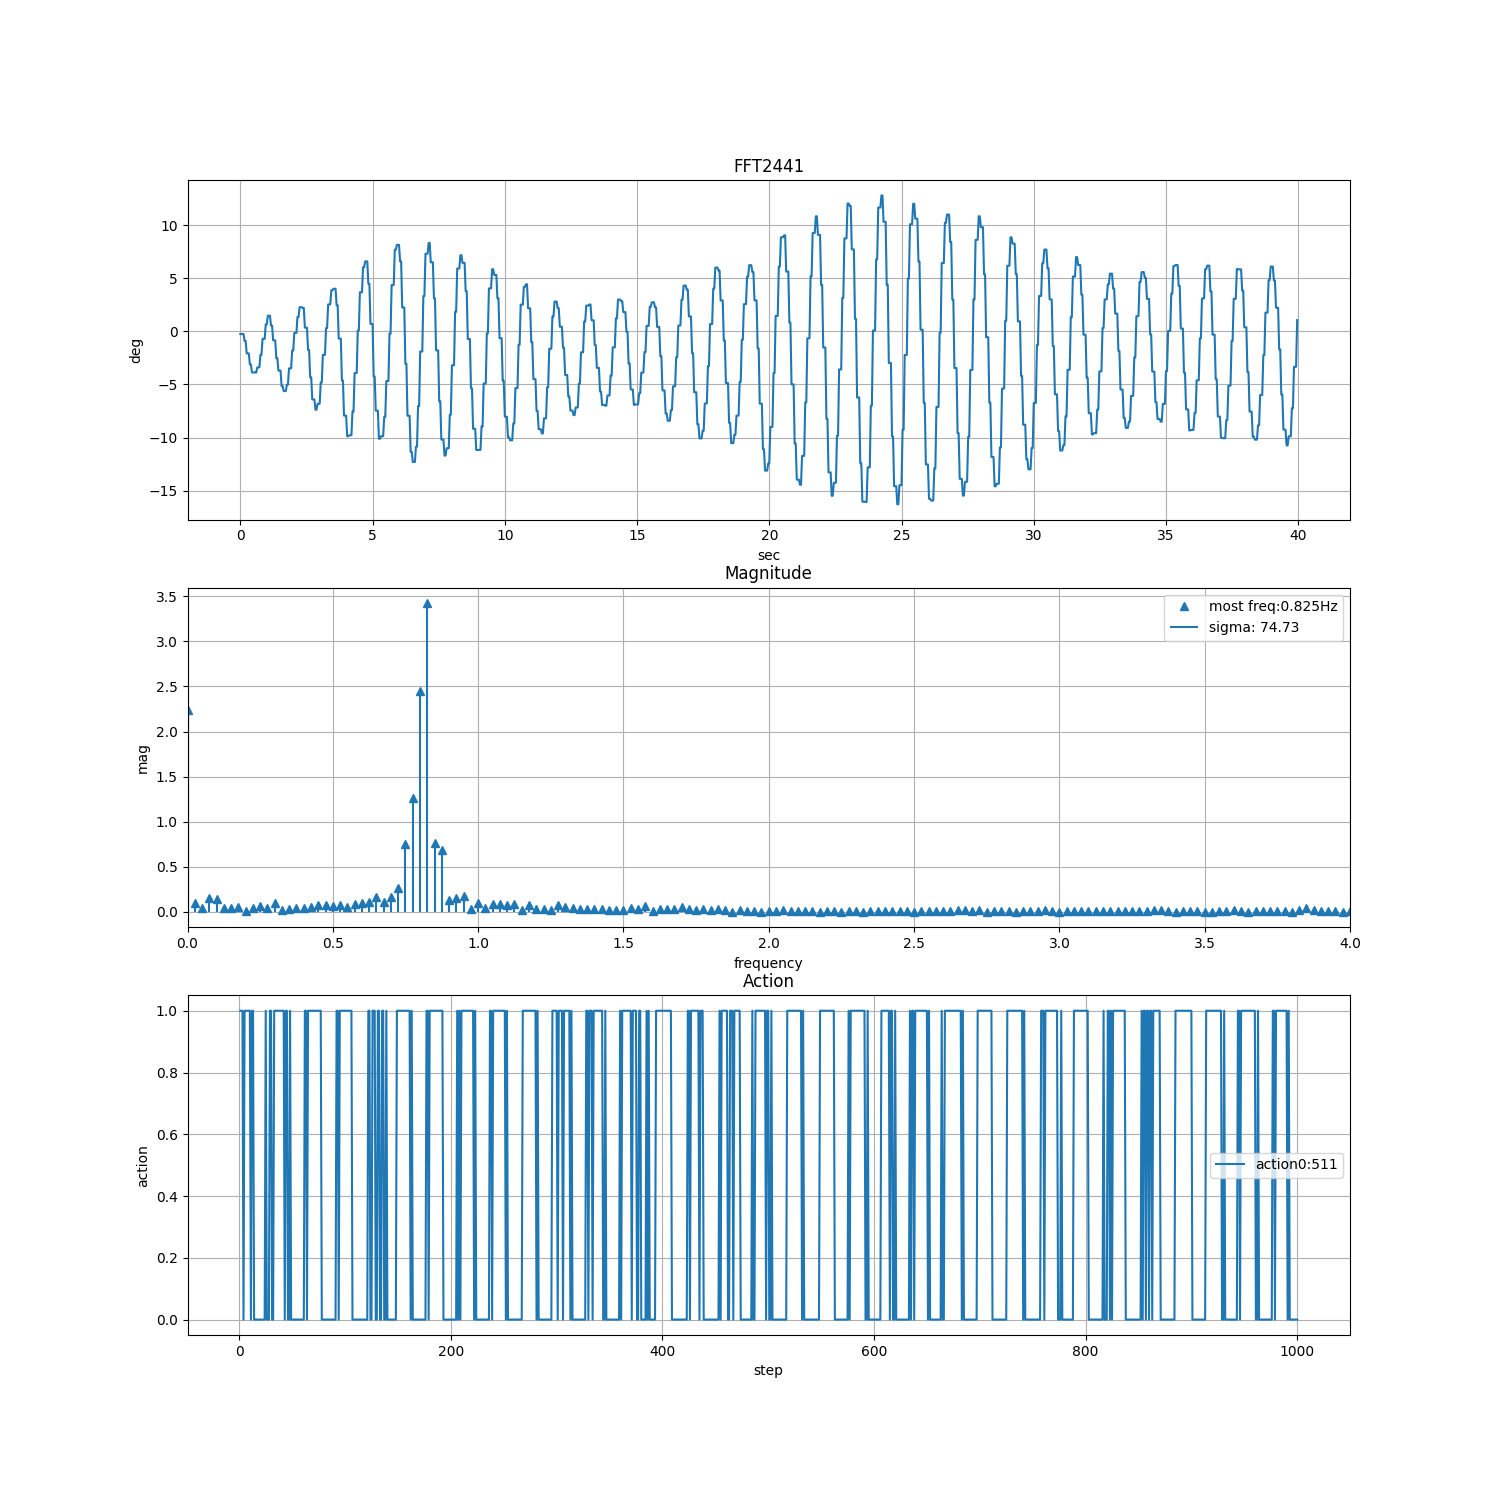 FFT2441
10
5
0
−5
−10
−15
deg
0 5 10 15 20 25 30 35 40
sec
Magnitude
3.5
3.0
2.5
2.0
1.5
1.0
0.5
0.0
mag
most freq:0.825Hz
sigma: 74.73
0.0 0.5 1.0 1.5 2.0 2.5 3.0 3.5 4.0
frequency
Action
1.0
0.8
0.6
0.4
0.2
0.0
action
action0:511
0 200 400 600 800 1000
step